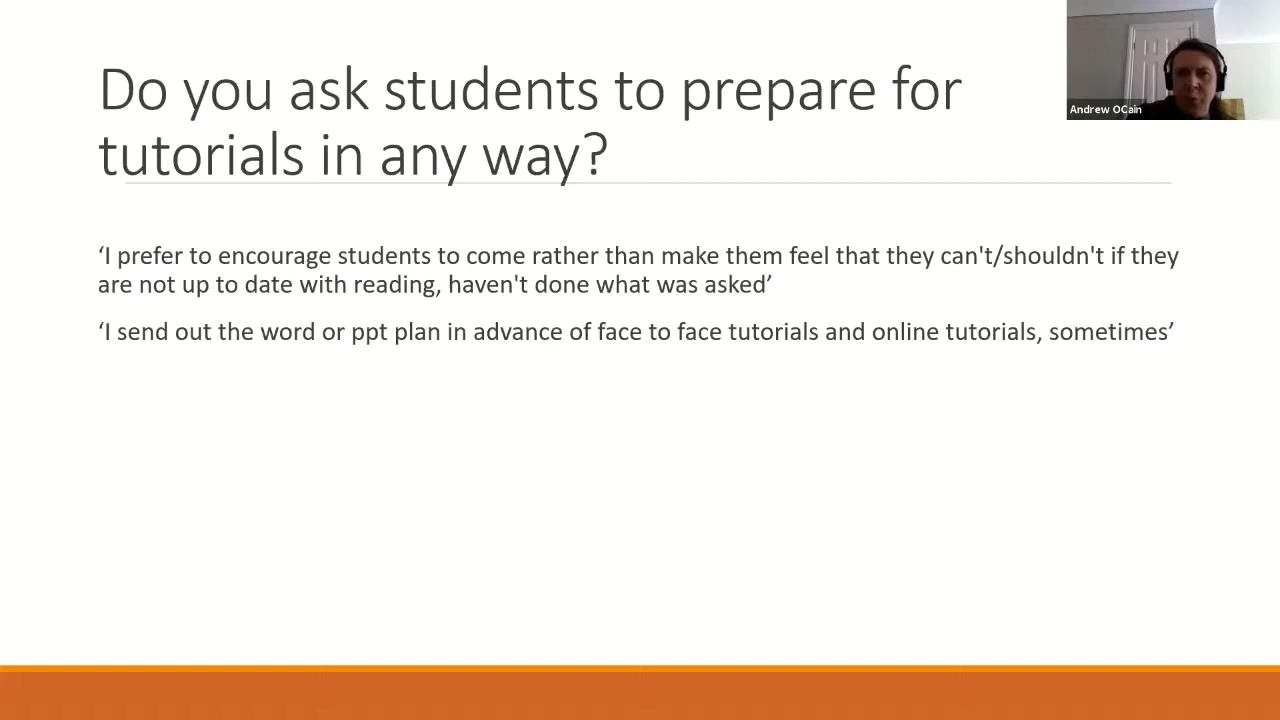 Do you ask students to prepare for
tutorials in any way?
Andrew OCain
‘I prefer to encourage students to come rather than make them feel that they can't/shouldn't if they
are not up to date with reading, haven't done what was asked’
‘I send out the word or ppt plan in advance of face to face tutorials and online tutorials, sometimes’